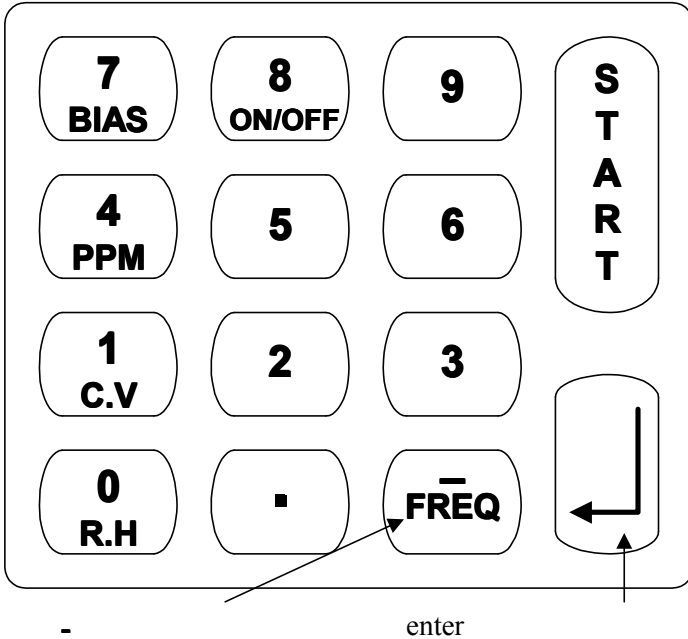 7
BIAS
8
ON/OFF
9
S
T
A
R
T
4
PPM
5
6
1
C.V
2
3
0
R.H
.
-
FREQ
-
enter